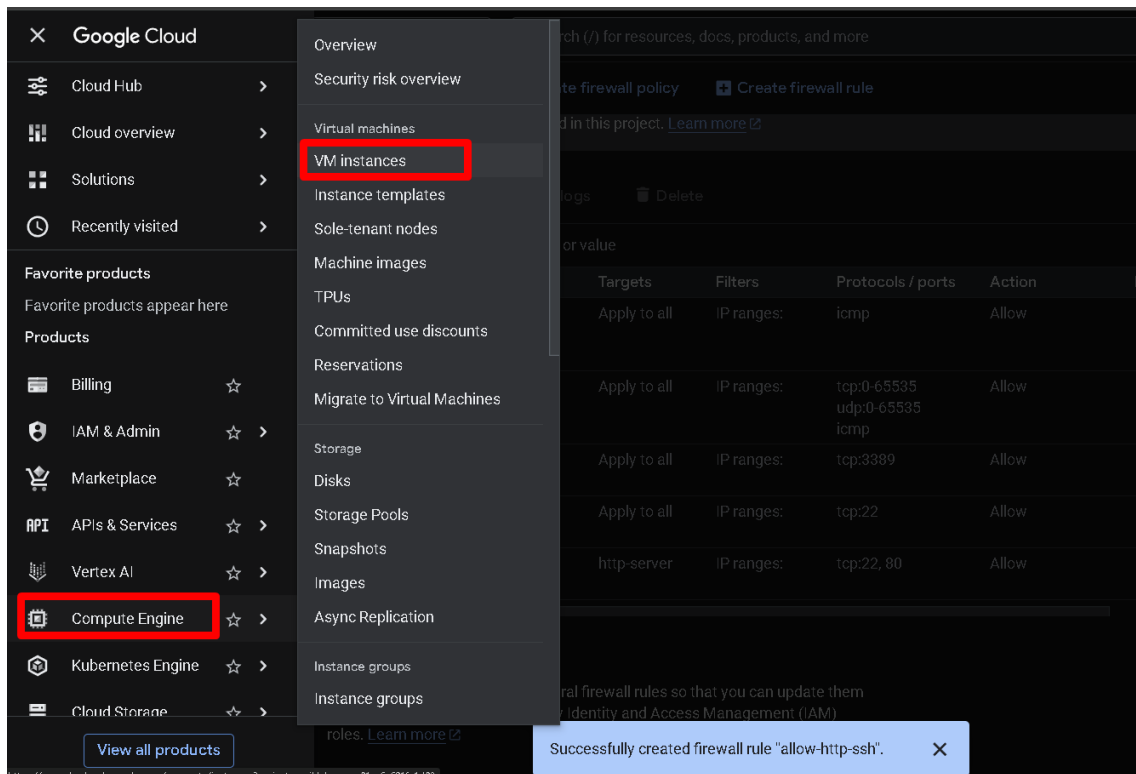 Google Cloud
Cloud Hub
Cloud overview
Solutions
Recently visited
Favorite products
Favorite products appear here
Products
Billing
IAM & Admin
Marketplace
API APIs & Services
Vertex AI
Compute Engine
Kubernetes Engine
Cloud Storage
View all products
Overview
Security risk overview
Virtual machines
VM instances
Instance templates
Sole-tenant nodes
Machine images
TPUs
Committed use discounts
Reservations
Migrate to Virtual Machines
Storage
Disks
Storage Pools
Snapshots
Images
Async Replication
Instance groups
Instance groups
rch (/) for resources, docs, products, and more
te firewall policy Create firewall rule
d in this project. Learn more
logs Delete
or value
Targets Filters Protocols / ports Action
Apply to all IP ranges: icmp Allow
Apply to all IP ranges: tcp:0-65535 Allow
udp:0-65535
icmp
Apply to all IP ranges: tcp:3389 Allow
Apply to all IP ranges: tcp:22 Allow
http-server IP ranges: tcp:22, 80 Allow
ral firewall rules so that you can update them
Identity and Access Management (IAM)
roles. Learn more
Successfully created firewall rule "allow-http-ssh".